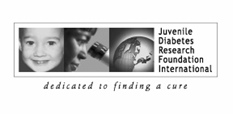 Juvenile
Diabetes
Research
Foundation
International
dedicated to finding a cure